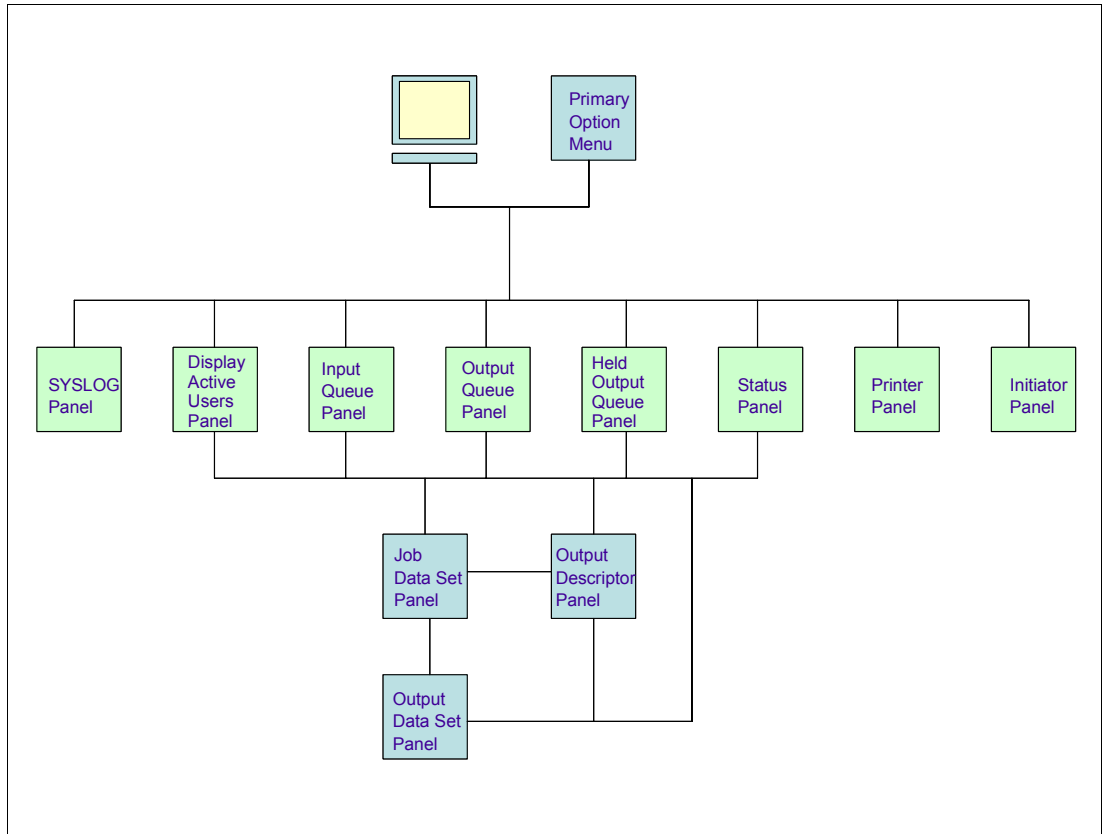 Primary
Option
Menu
SYSLOG
Panel
Display
Active
Users
Panel
Input
Queue
Panel
Output
Queue
Panel
Held
Output
Queue
Panel
Status
Panel
Printer
Panel
Initiator
Panel
Job
Data Set
Panel
Output
Descriptor
Panel
Output
Data Set
Panel